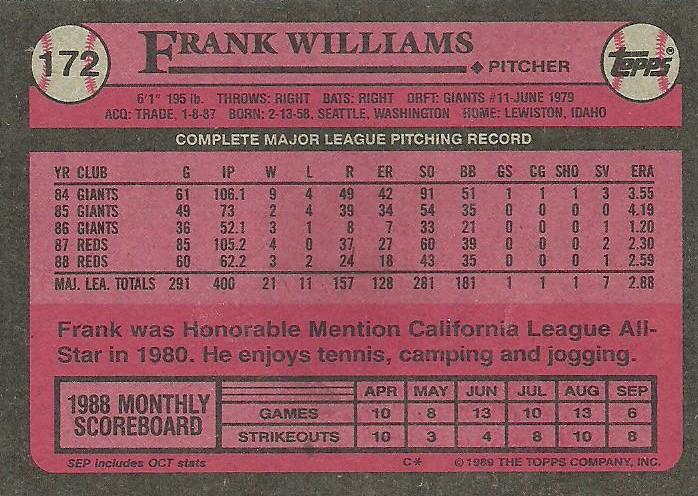 172
FRANK WILLIAMS
PITCHER
TOPPS®
6'1" 195 lb. THROWS: RIGHT BATS: RIGHT DRFT: GIANTS #11-JUNE 1979
ACQ: TRADE, 1-8-87 BORN: 2-13-58, SEATTLE, WASHINGTON HOME: LEWISTON, IDAHO
COMPLETE MAJOR LEAGUE PITCHING RECORD
YR CLUB G IP W L R ER SO BB GS CG SHO SV ERA
84 GIANTS 61 106.1 9 4 49 42 91 51 1 1 1 3 3.55
85 GIANTS 49 73 2 4 39 34 54 35 0 0 0 0 4.19
86 GIANTS 36 52.1 3 1 8 7 33 21 0 0 0 1 1.20
87 REDS 85 105.2 4 0 37 27 60 39 0 0 0 2 2.30
88 REDS 60 62.2 3 2 24 18 43 35 0 0 0 1 2.59
MAJ. LEA. TOTALS 291 400 21 11 157 128 281 181 1 1 1 7 2.88
Frank was Honorable Mention California League All-
Star in 1980. He enjoys tennis, camping and jogging.
1988 MONTHLY
SCOREBOARD
APR MAY JUN JUL AUG SEP
GAMES 10 8 13 10 13 6
STRIKEOUTS 10 3 4 8 10 8
SEP includes OCT stats C* © 1989 THE TOPPS COMPANY, INC.